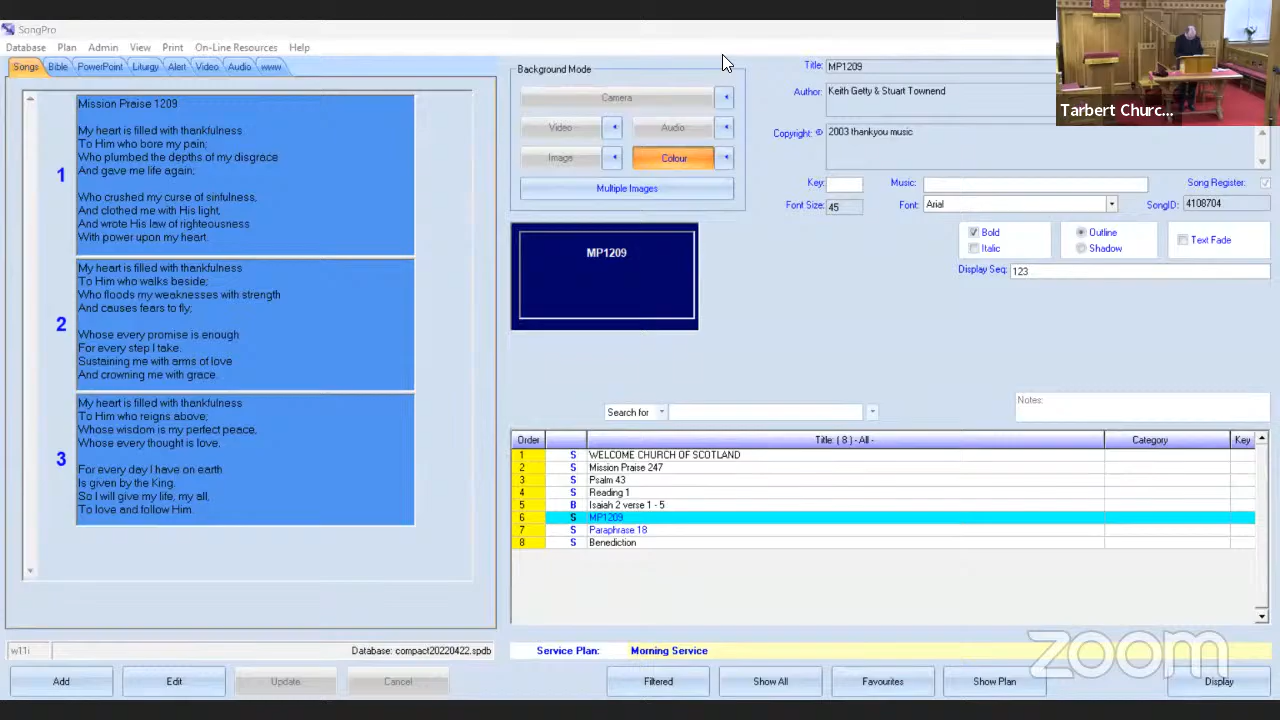 SongPro
Database Plan Admin View Print On-Line Resources Help
Songs Bible PowerPoint Liturgy Alert Video Audio www
Mission Praise 1209
My heart is filled with thankfulness
To Him who bore my pain;
Who plumbed the depths of my disgrace
And gave me life again;
Who crushed my curse of sinfulness,
And clothed me with His light,
And wrote His law of righteousness
With power upon my heart.
1
My heart is filled with thankfulness
To Him who walks beside;
Who floods my weaknesses with strength
And causes fears to fly;
Whose every promise is enough
For every step I take.
Sustaining me with arms of love
And crowning me with grace.
2
My heart is filled with thankfulness
To Him who reigns above;
Whose wisdom is my perfect peace,
Whose every thought is love.
For every day I have on earth
Is given by the King.
So I will give my life, my all,
To love and follow Him.
3
w11i
Database: compact20220422.spdb
Add Edit Update Cancel
Background Mode
Camera
Video Audio
Image Colour
Multiple Images
MP1209
Title: MP1209
Author: Keith Getty & Stuart Townend
Copyright: © 2003 thankyou music
Key: Music: Song Register:
Font Size: 45 Font: Arial SongID: 4108704
Bold Outline Text Fade
Italic Shadow
Display Seq: 123
Notes:
Search for
Order Title: ( 8 ) - All - Category Key
1 S WELCOME CHURCH OF SCOTLAND
2 S Mission Praise 247
3 S Psalm 43
4 S Reading 1
5 B Isaiah 2 verse 1 - 5
6 S MP1209
7 S Paraphrase 18
8 S Benediction
Service Plan: Morning Service
Filtered Show All Favourites Show Plan Display
Tarbert Churc...
zoom